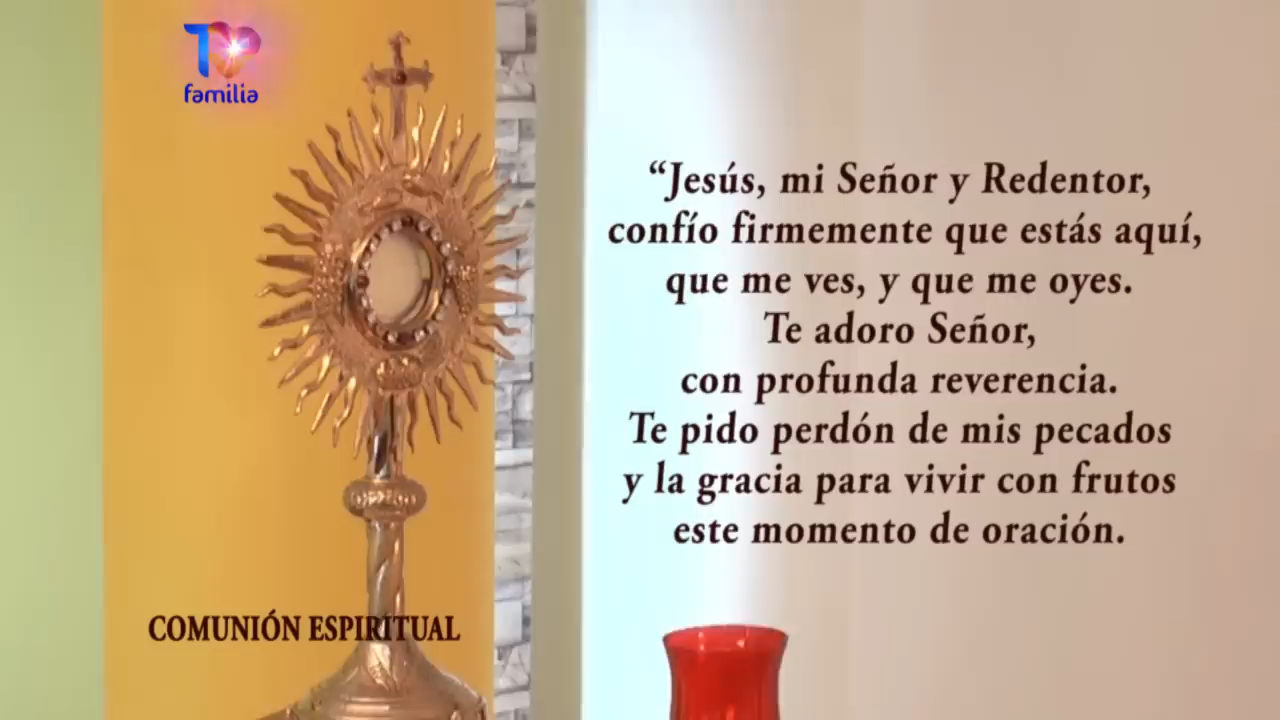 familia
“Jesús, mi Señor y Redentor,
confío firmemente que estás aquí,
que me ves, y que me oyes.
Te adoro Señor,
con profunda reverencia.
Te pido perdón de mis pecados
y la gracia para vivir con frutos
este momento de oración.
COMUNIÓN ESPIRITUAL